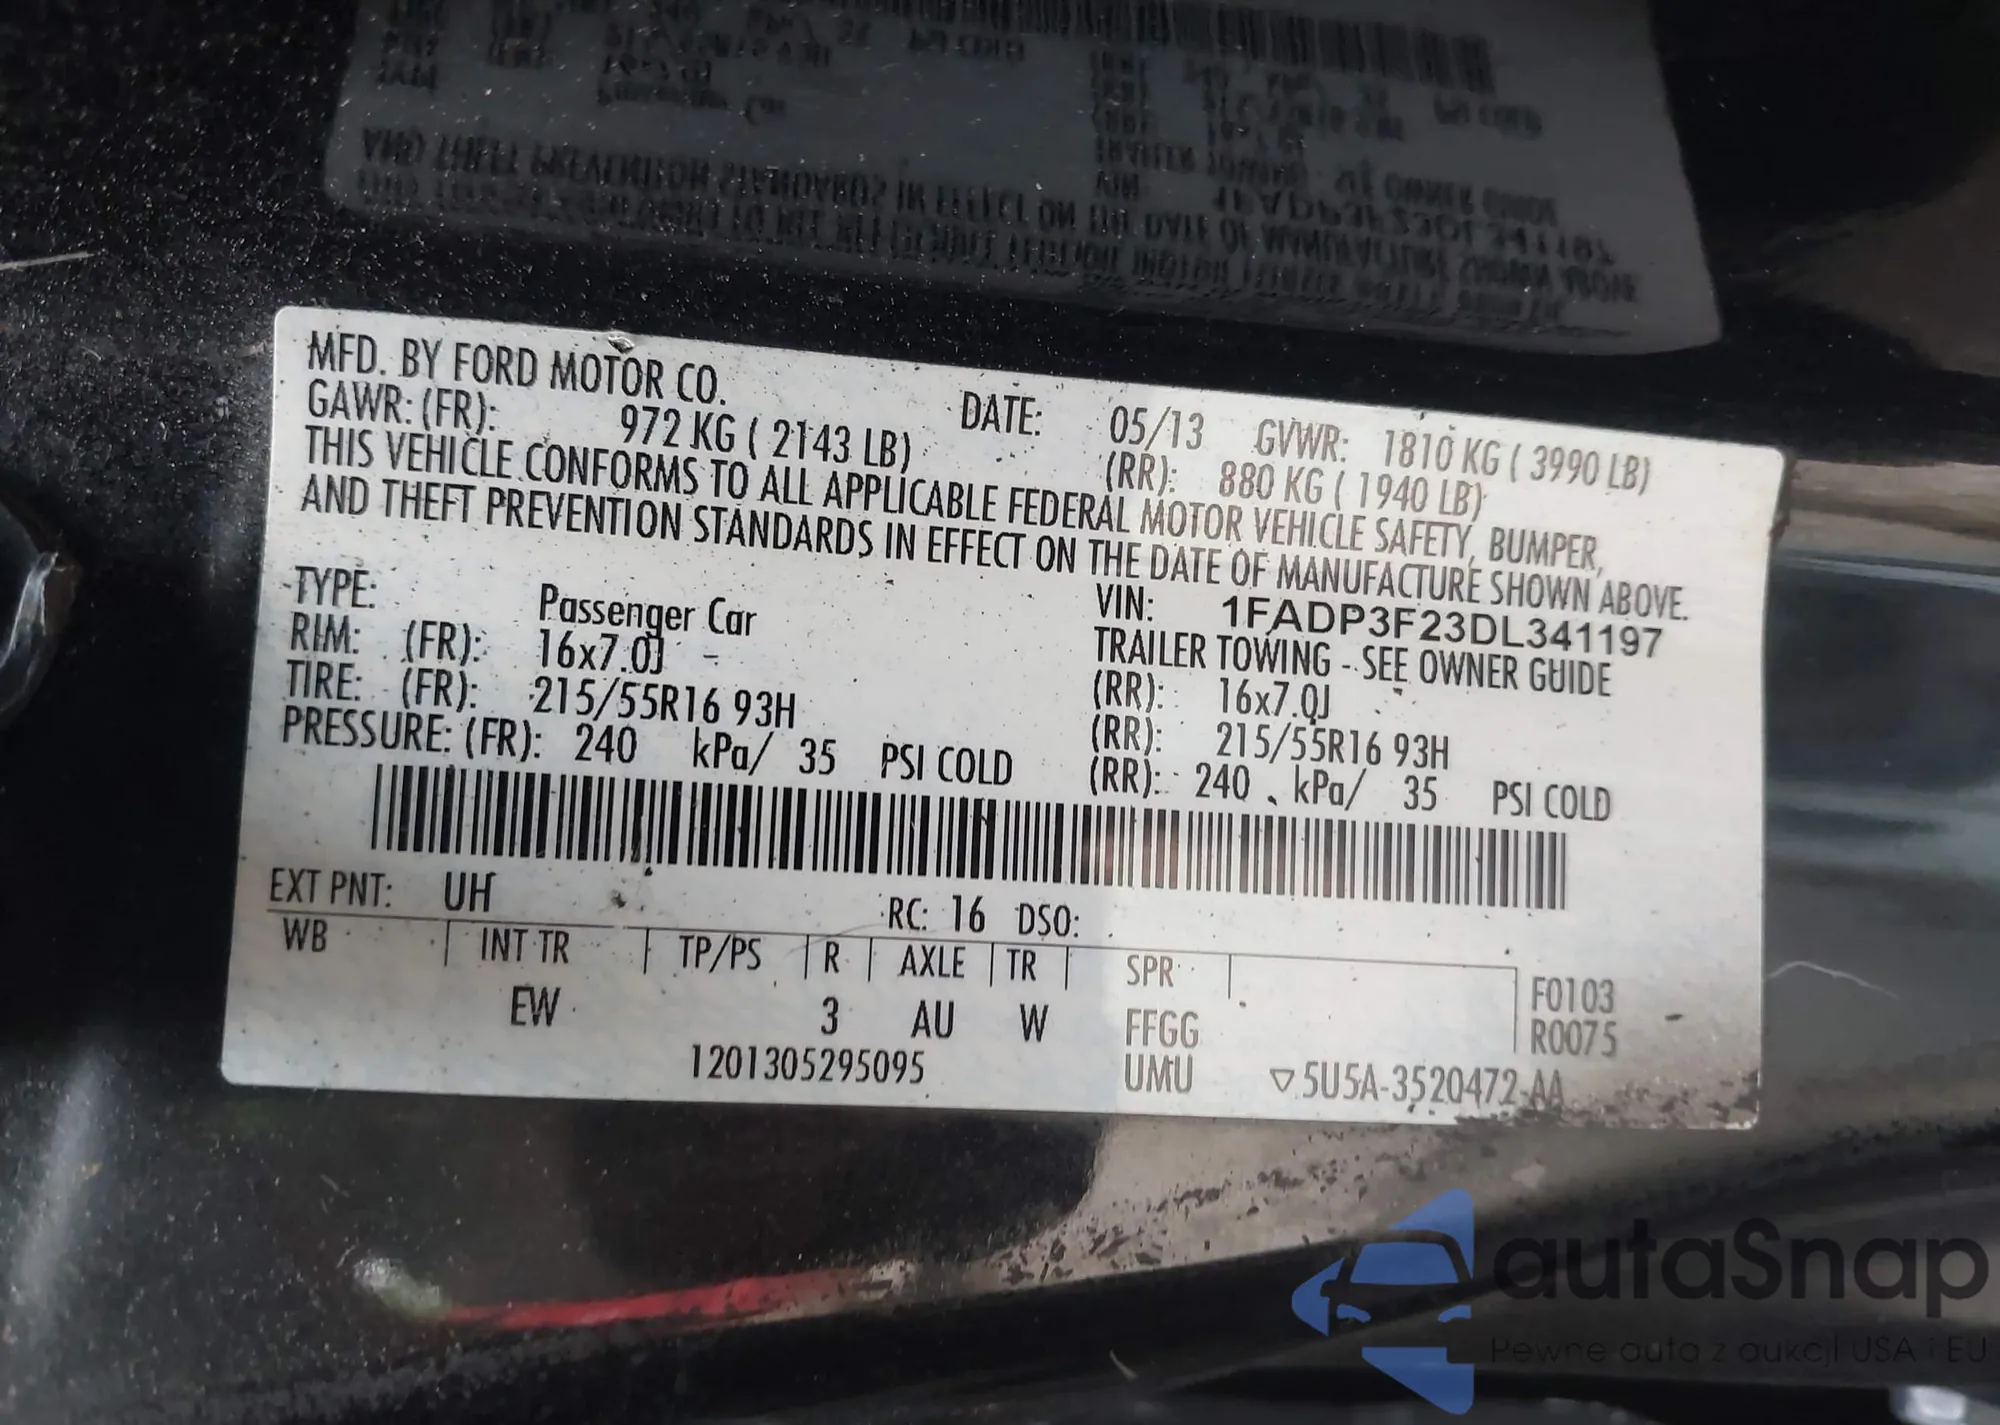 MFD. BY FORD MOTOR CO. DATE: 05/13 GVWR: 1810 KG ( 3990 LB)
GAWR: (FR): 972 KG ( 2143 LB) (RR): 880 KG ( 1940 LB)
THIS VEHICLE CONFORMS TO ALL APPLICABLE FEDERAL MOTOR VEHICLE SAFETY, BUMPER,
AND THEFT PREVENTION STANDARDS IN EFFECT ON THE DATE OF MANUFACTURE SHOWN ABOVE.
VIN: 1FADP3F23DL341197
TYPE: Passenger Car TRAILER TOWING - SEE OWNER GUIDE
RIM: (FR): 16x7.0J (RR): 16x7.0J
TIRE: (FR): 215/55R16 93H (RR): 215/55R16 93H
PRESSURE: (FR): 240 kPa/ 35 PSI COLD (RR): 240 kPa/ 35 PSI COLD
EXT PNT: UH RC: 16 DSO:
WB INT TR TP/PS R AXLE TR SPR F0103
EW 3 AU W FFGG R0075
1201305295095 UMU ▽5U5A-3520472-AA
autaSnap
Pewne auta z aukcji USA i EU